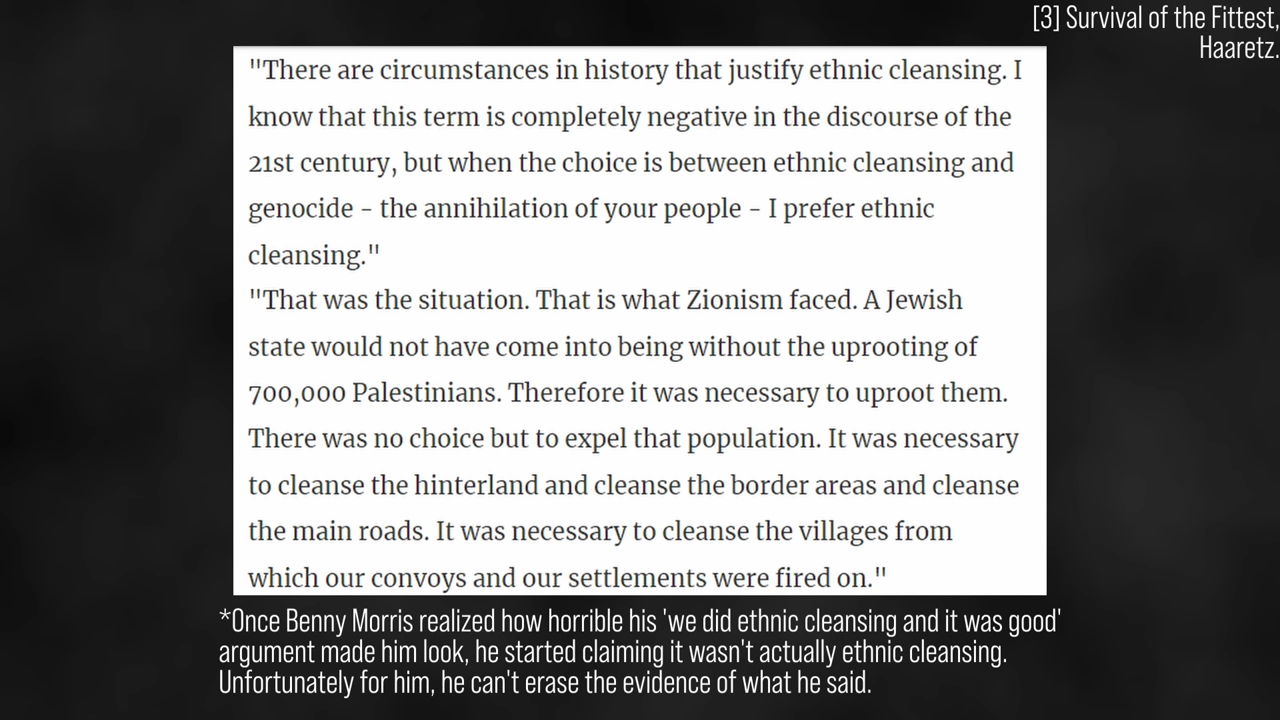 [3] Survival of the Fittest,
Haaretz.
"There are circumstances in history that justify ethnic cleansing. I
know that this term is completely negative in the discourse of the
21st century, but when the choice is between ethnic cleansing and
genocide - the annihilation of your people - I prefer ethnic
cleansing."
"That was the situation. That is what Zionism faced. A Jewish
state would not have come into being without the uprooting of
700,000 Palestinians. Therefore it was necessary to uproot them.
There was no choice but to expel that population. It was necessary
to cleanse the hinterland and cleanse the border areas and cleanse
the main roads. It was necessary to cleanse the villages from
which our convoys and our settlements were fired on."
*Once Benny Morris realized how horrible his 'we did ethnic cleansing and it was good'
argument made him look, he started claiming it wasn't actually ethnic cleansing.
Unfortunately for him, he can't erase the evidence of what he said.